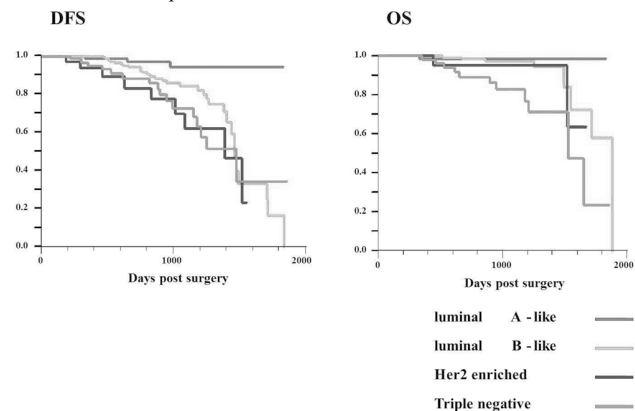 DFS
OS
1.0
0.8
0.6
0.4
0.2
0.0
0
1000
2000
Days post surgery
1.0
0.8
0.6
0.4
0.2
0.0
0
1000
2000
Days post surgery
luminal A - like
luminal B - like
Her2 enriched
Triple negative